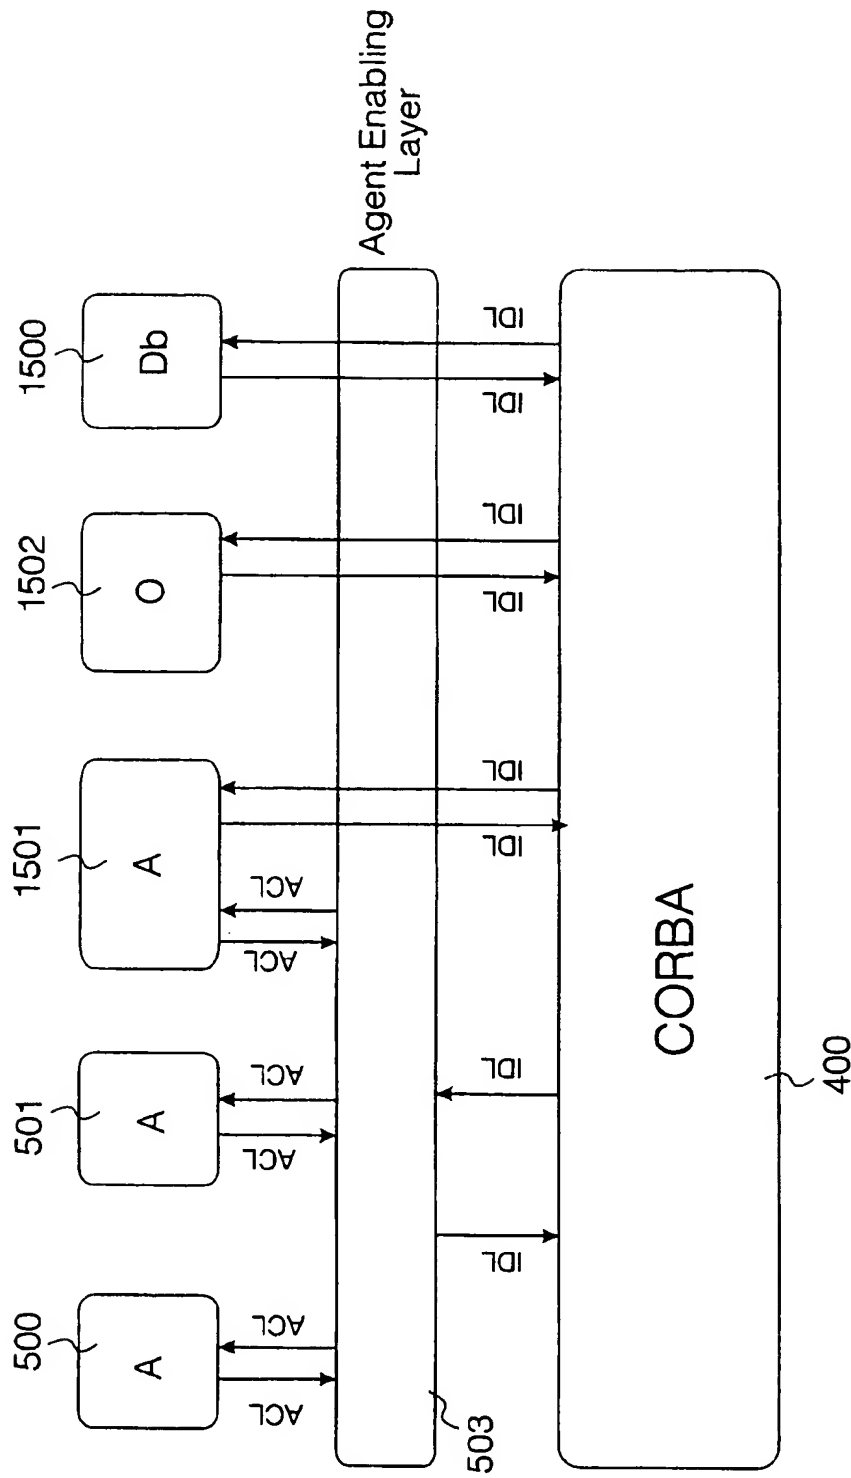 500
501
1501
1502
1500
A
A
A
O
Db
ACL
ACL
ACL
ACL
ACL
ACL
Agent Enabling
Layer
503
IDL
IDL
IDL
IDL
IDL
IDL
IDL
IDL
CORBA
400